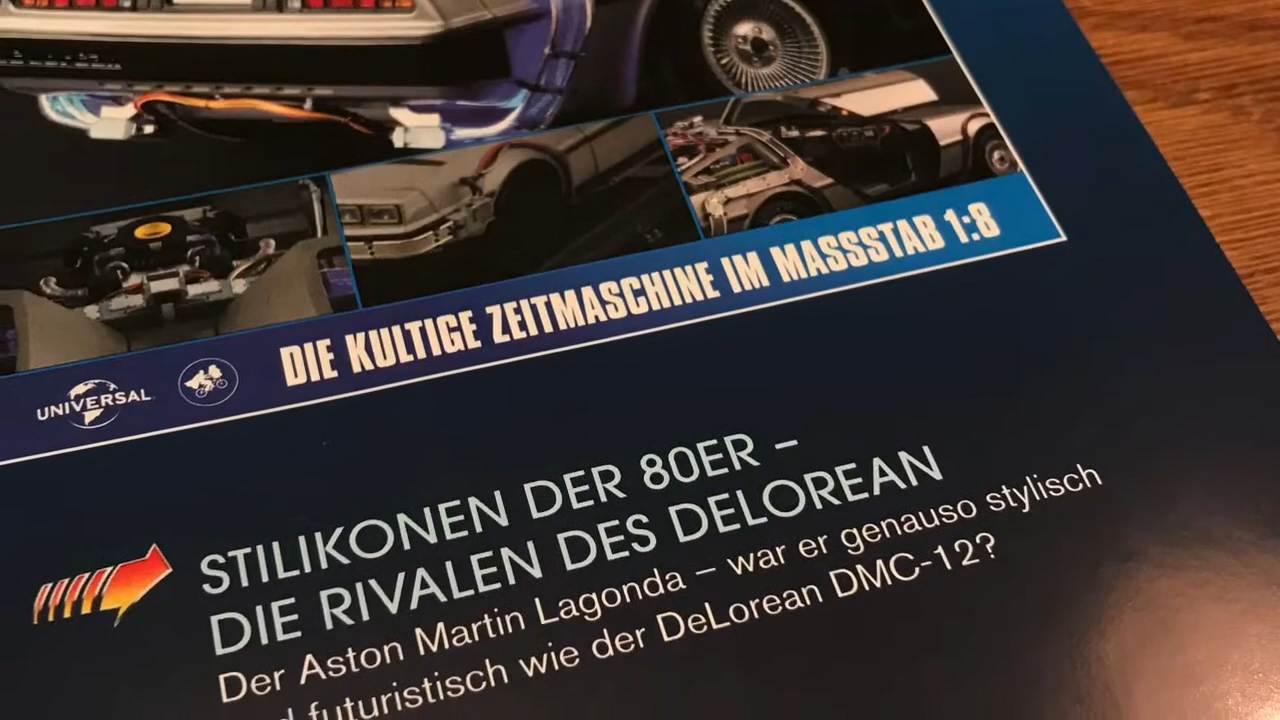 DIE KULTIGE ZEITMASCHINE IM MASSSTAB 1:8
UNIVERSAL
STILIKONEN DER 80ER –
DIE RIVALEN DES DELOREAN
Der Aston Martin Lagonda – war er genauso stylisch
futuristisch wie der DeLorean DMC-12?